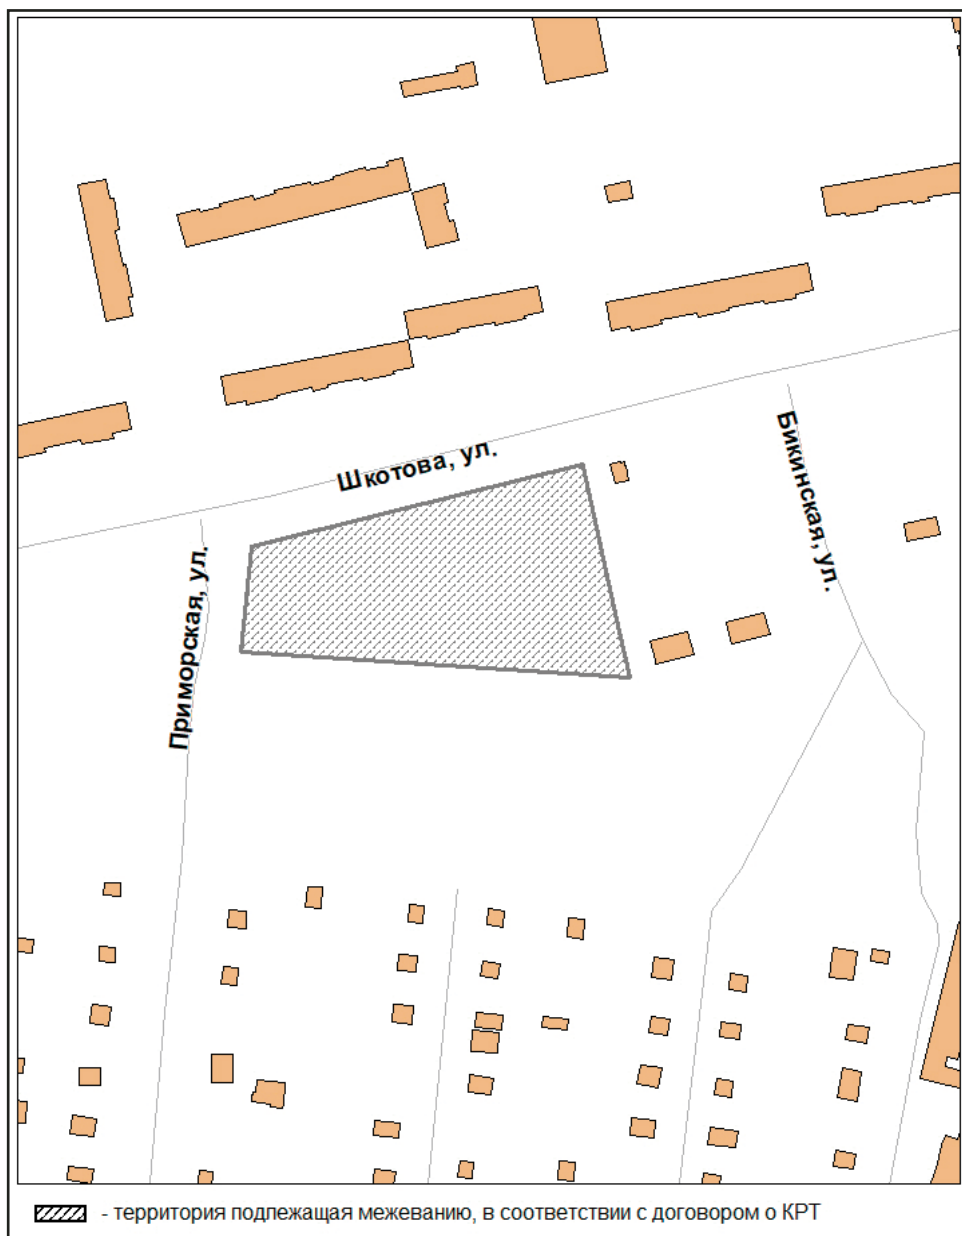 Шкотова, ул.
Бикинская, ул.
Приморская, ул.
- территория подлежащая межеванию, в соответствии с договором о КРТ